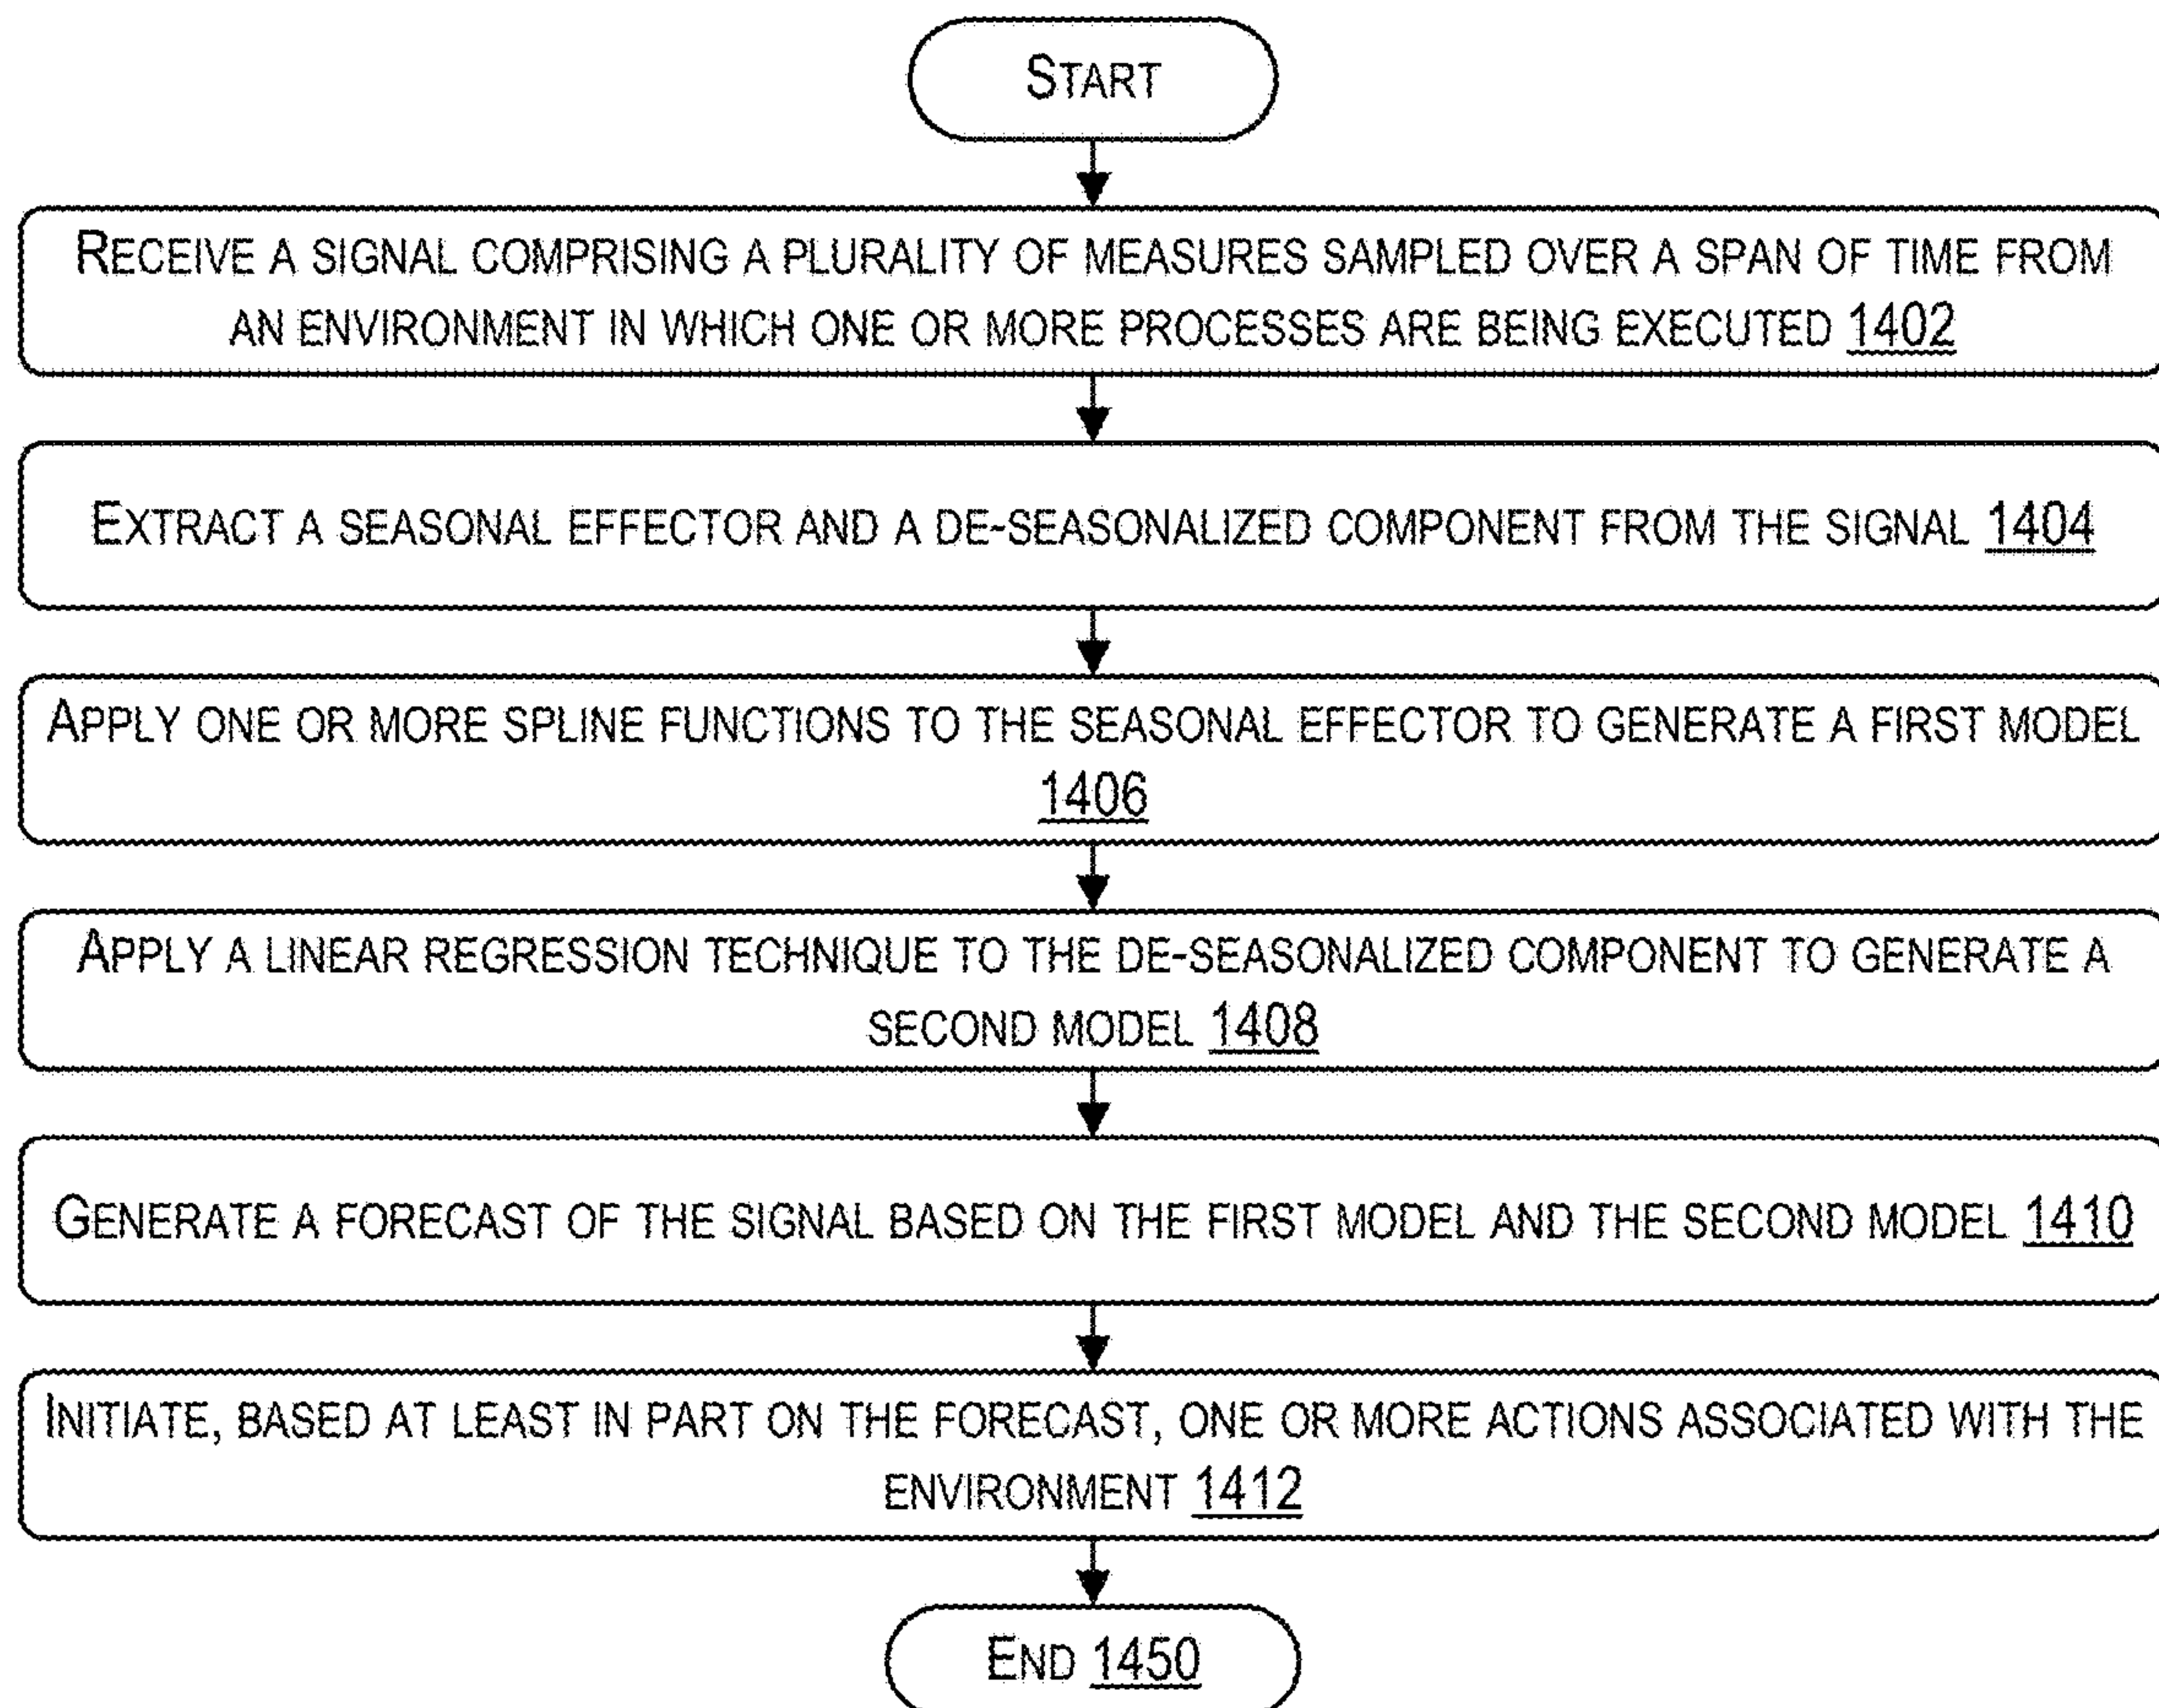 START
RECEIVE A SIGNAL COMPRISING A PLURALITY OF MEASURES SAMPLED OVER A SPAN OF TIME FROM
AN ENVIRONMENT IN WHICH ONE OR MORE PROCESSES ARE BEING EXECUTED 1402
EXTRACT A SEASONAL EFFECTOR AND A DE-SEASONALIZED COMPONENT FROM THE SIGNAL 1404
APPLY ONE OR MORE SPLINE FUNCTIONS TO THE SEASONAL EFFECTOR TO GENERATE A FIRST MODEL
1406
APPLY A LINEAR REGRESSION TECHNIQUE TO THE DE-SEASONALIZED COMPONENT TO GENERATE A
SECOND MODEL 1408
GENERATE A FORECAST OF THE SIGNAL BASED ON THE FIRST MODEL AND THE SECOND MODEL 1410
INITIATE, BASED AT LEAST IN PART ON THE FORECAST, ONE OR MORE ACTIONS ASSOCIATED WITH THE
ENVIRONMENT 1412
END 1450